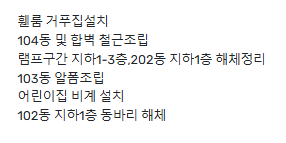 휄룸 거푸집설치
104동 및 합벽 철근조립
램프구간 지하1-3층,202동 지하1층 해체정리
103동 알폼조립
어린이집 비계 설치
102동 지하1층 동바리 해체